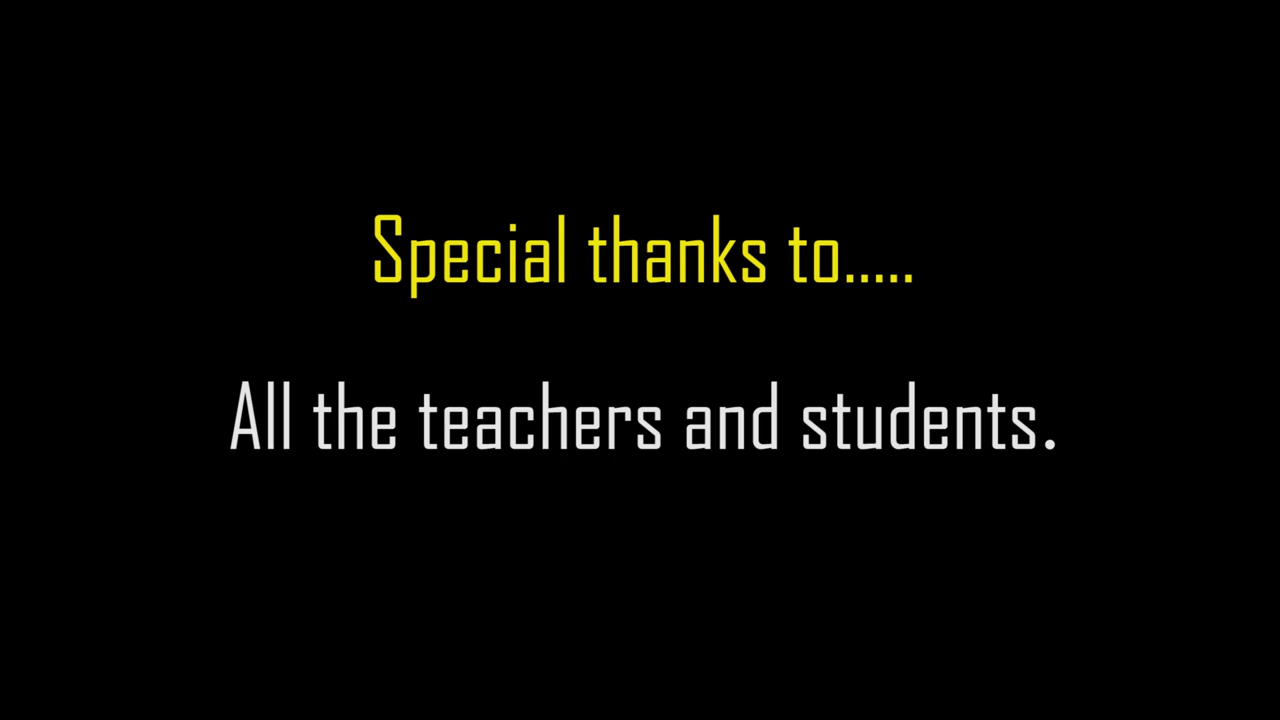 Special thanks to.....
All the teachers and students.